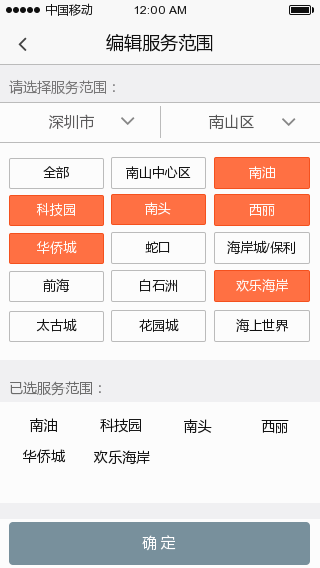 中国移动 12:00 AM
编辑服务范围
请选择服务范围：
深圳市 南山区
全部 南山中心区 南油
科技园 南头 西丽
华侨城 蛇口 海岸城/保利
前海 白石洲 欢乐海岸
太古城 花园城 海上世界
已选服务范围：
南油 科技园 南头 西丽
华侨城 欢乐海岸
确定